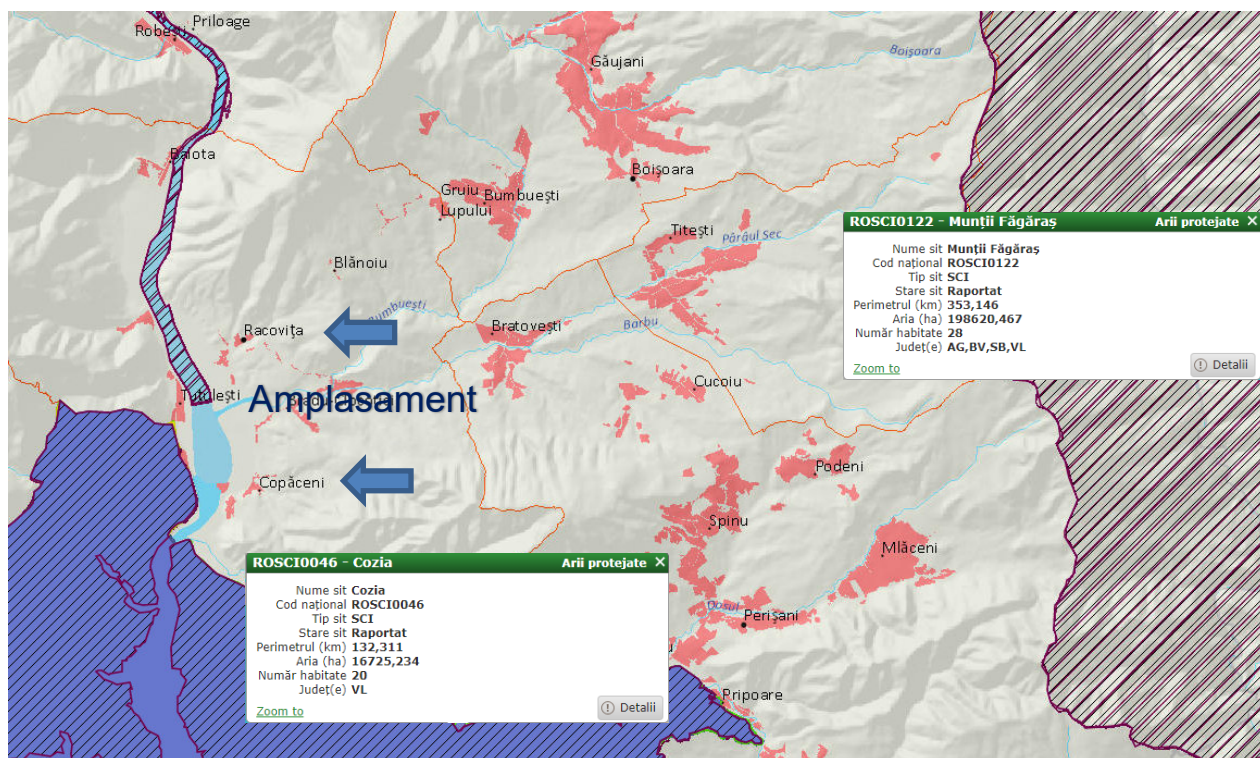 Priloage
Robești
Găujani
Boișoara
Baiota
Boișoara
Gruiu
Lupului
Bumbuești
Titești
Pârâul Sec
Blănoiu
Bumbuești
Racovița
Bratovești
Barbu
Cucoiu
Amplasament
Copăceni
Podeni
Spinu
Mlăceni
Dosul
Perișani
Pripoare
ROSCI0122 - Munții Făgăraș Arii protejate ×
Nume sit Munții Făgăraș
Cod național ROSCI0122
Tip sit SCI
Stare sit Raportat
Perimetrul (km) 353,146
Aria (ha) 198620,467
Număr habitate 28
Județ(e) AG,BV,SB,VL
Zoom to
Detalii
ROSCI0046 - Cozia Arii protejate ×
Nume sit Cozia
Cod național ROSCI0046
Tip sit SCI
Stare sit Raportat
Perimetrul (km) 132,311
Aria (ha) 16725,234
Număr habitate 20
Județ(e) VL
Zoom to
Detalii